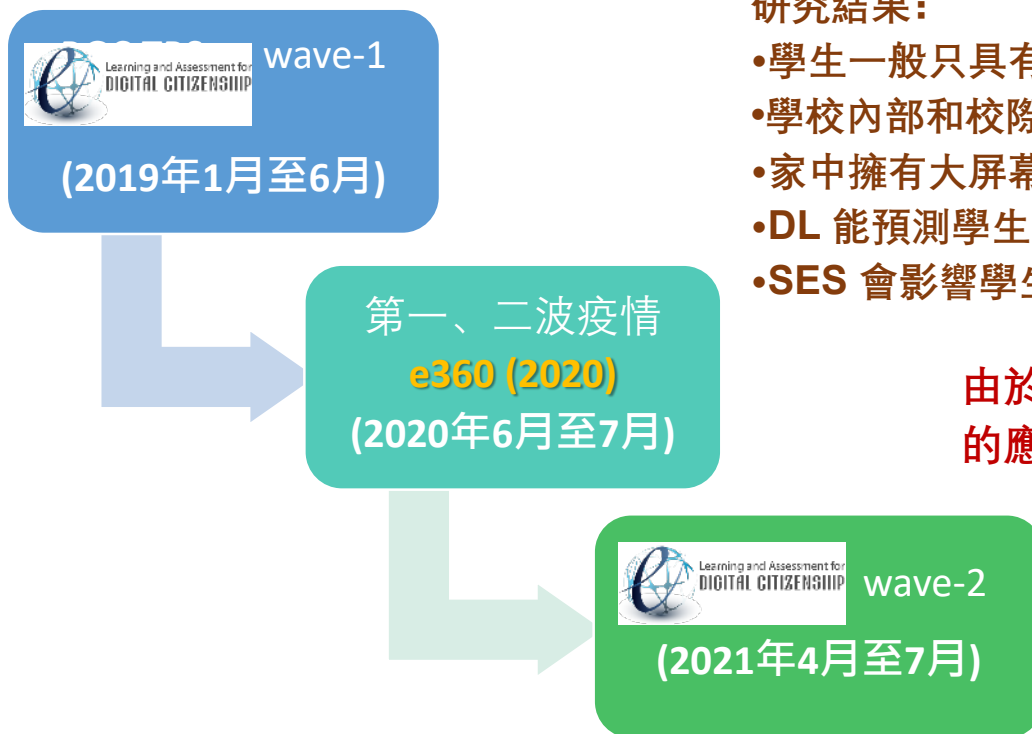 Learning and Assessment for
DIGITAL CITIZENSHIP
wave-1
(2019年1月至6月)
第一、二波疫情
e360 (2020)
(2020年6月至7月)
Learning and Assessment for
DIGITAL CITIZENSHIP
wave-2
(2021年4月至7月)
研究結果:
•學生一般只具有
•學校內部和校際
•家中擁有大屏幕
•DL 能預測學生
•SES 會影響學生
由於
的應